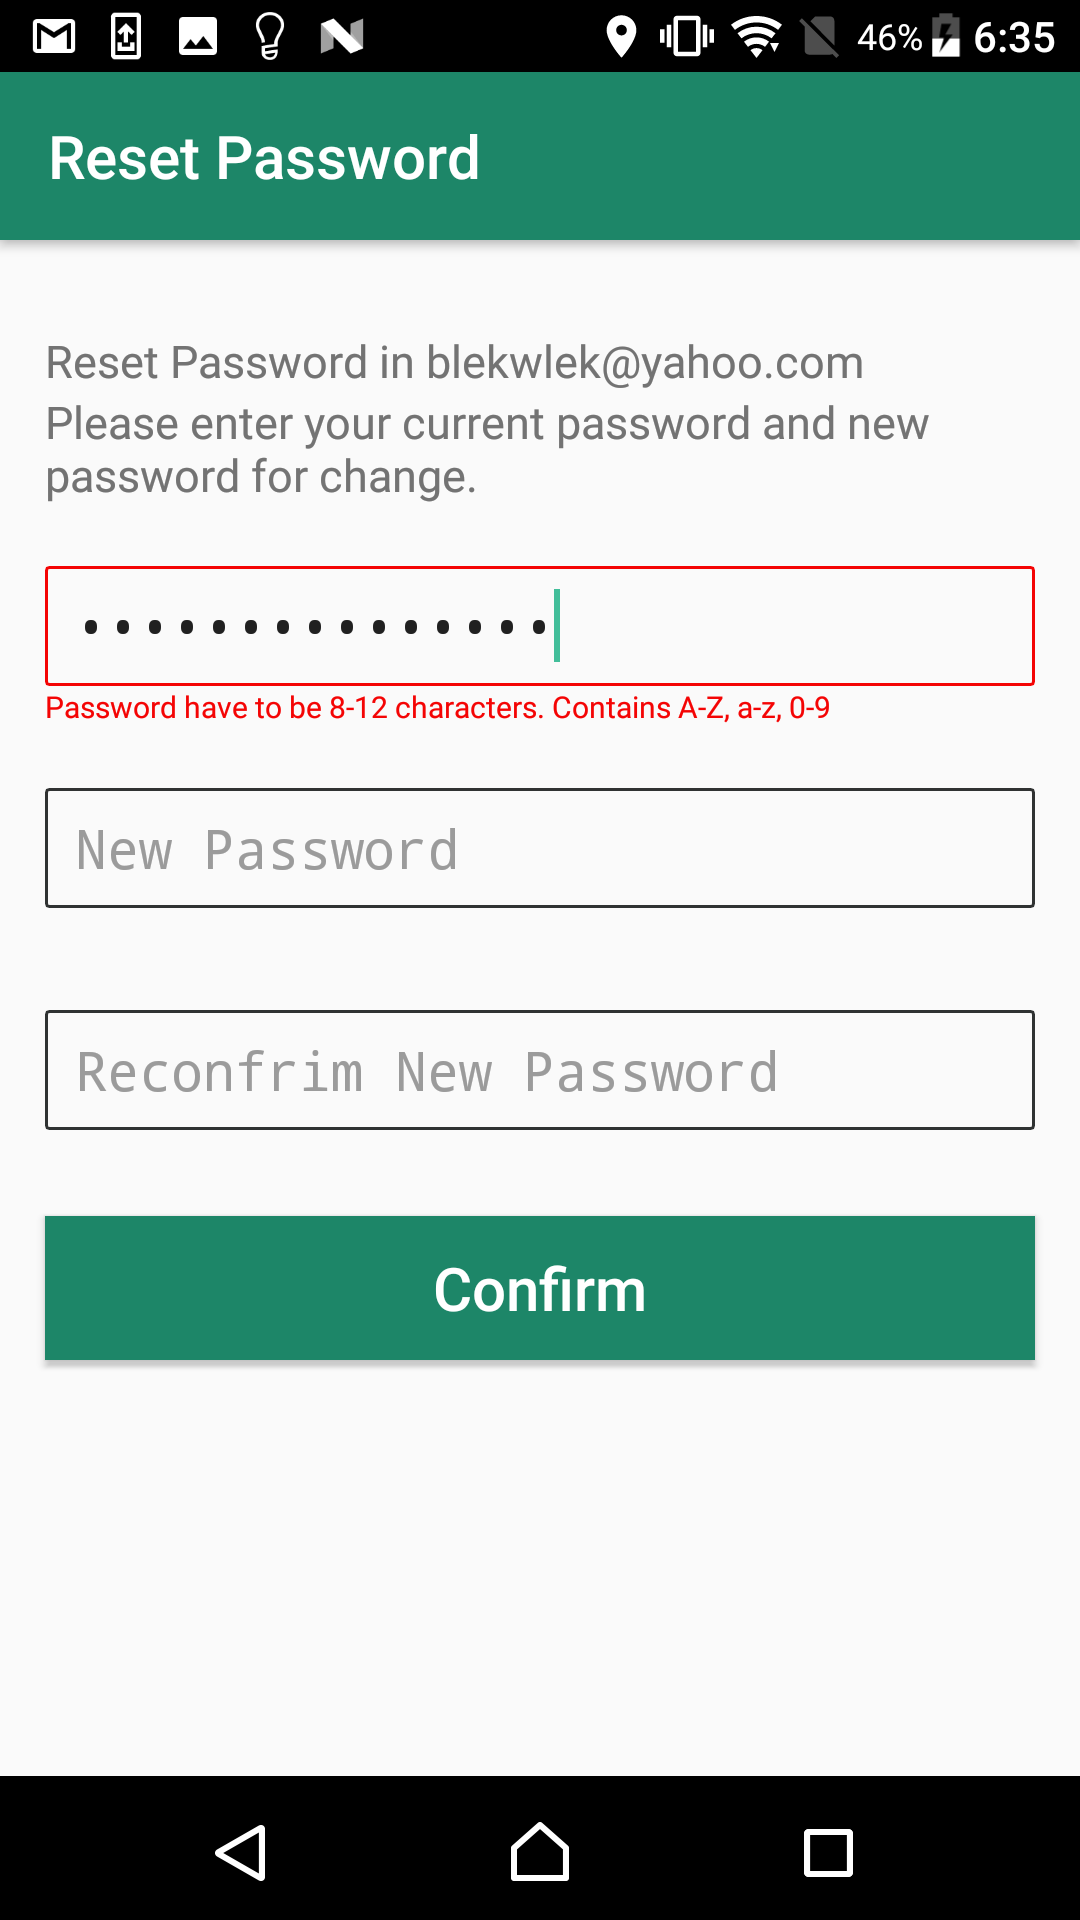 46% 6:35
Reset Password
Reset Password in blekwlek@yahoo.com
Please enter your current password and new
password for change.
•••••••••••••••
Password have to be 8-12 characters. Contains A-Z, a-z, 0-9
New Password
Reconfrim New Password
Confirm